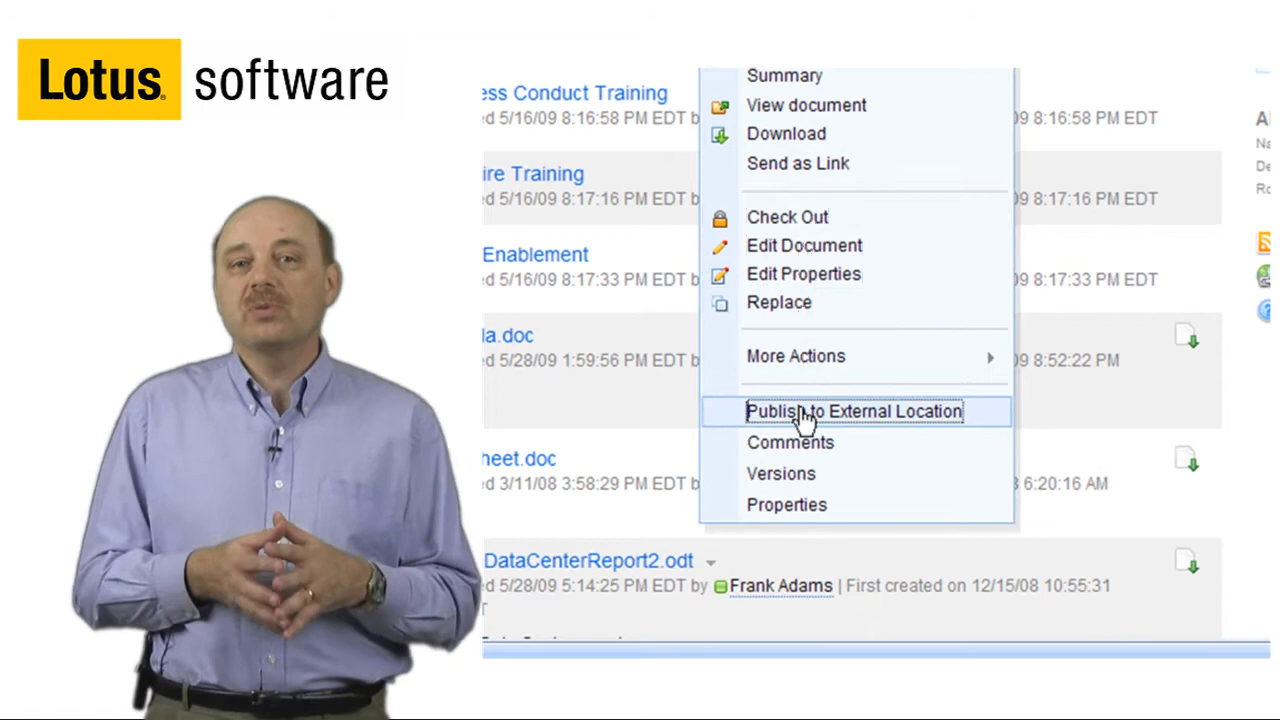 Lotus® software
Summary
ess Conduct Training
View document
ed 5/16/09 8:16:58 PM EDT b
09 8:16:58 PM EDT
Download
Send as Link
ire Training
ed 5/16/09 8:17:16 PM EDT b
09 8:17:16 PM EDT
Check Out
Enablement
Edit Document
ed 5/16/09 8:17:33 PM EDT b
Edit Properties
09 8:17:33 PM EDT
Replace
la.doc
ed 5/28/09 1:59:56 PM EDT b
More Actions
09 8:52:22 PM
Publish to External Location
Comments
heet.doc
Versions
ed 3/11/08 3:58:29 PM EDT b
8 6:20:16 AM
Properties
DataCenterReport2.odt
ed 5/28/09 5:14:25 PM EDT by Frank Adams | First created on 12/15/08 10:55:31
Al
Na
De
Ro